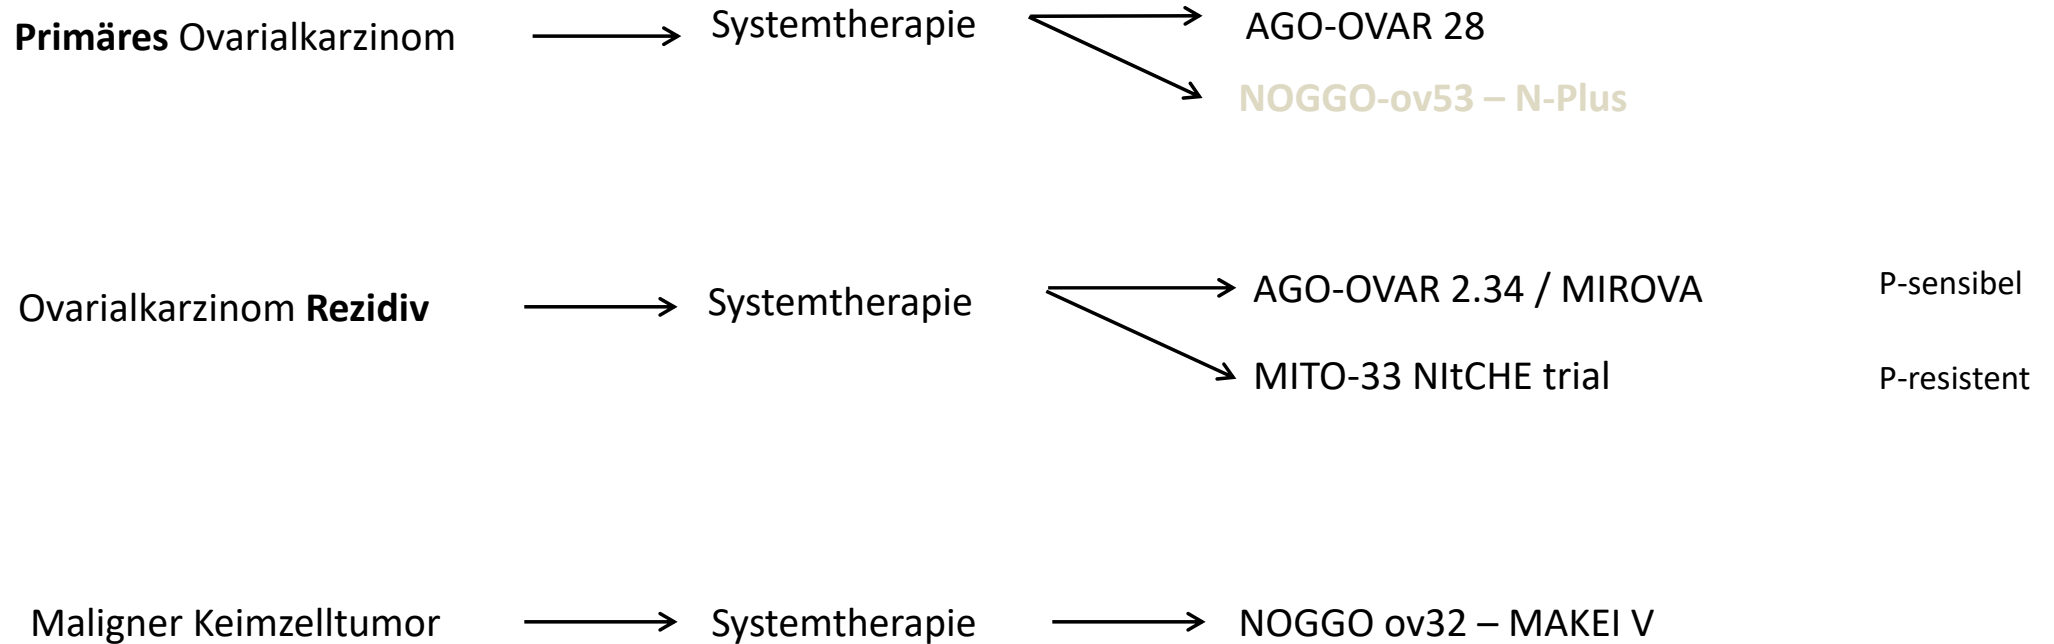 Primäres Ovarialkarzinom
Systemtherapie
AGO-OVAR 28
NOGGO-ov53 – N-Plus
Ovarialkarzinom Rezidiv
Systemtherapie
AGO-OVAR 2.34 / MIROVA
P-sensibel
MITO-33 NItCHE trial
P-resistent
Maligner Keimzelltumor
Systemtherapie
NOGGO ov32 – MAKEI V